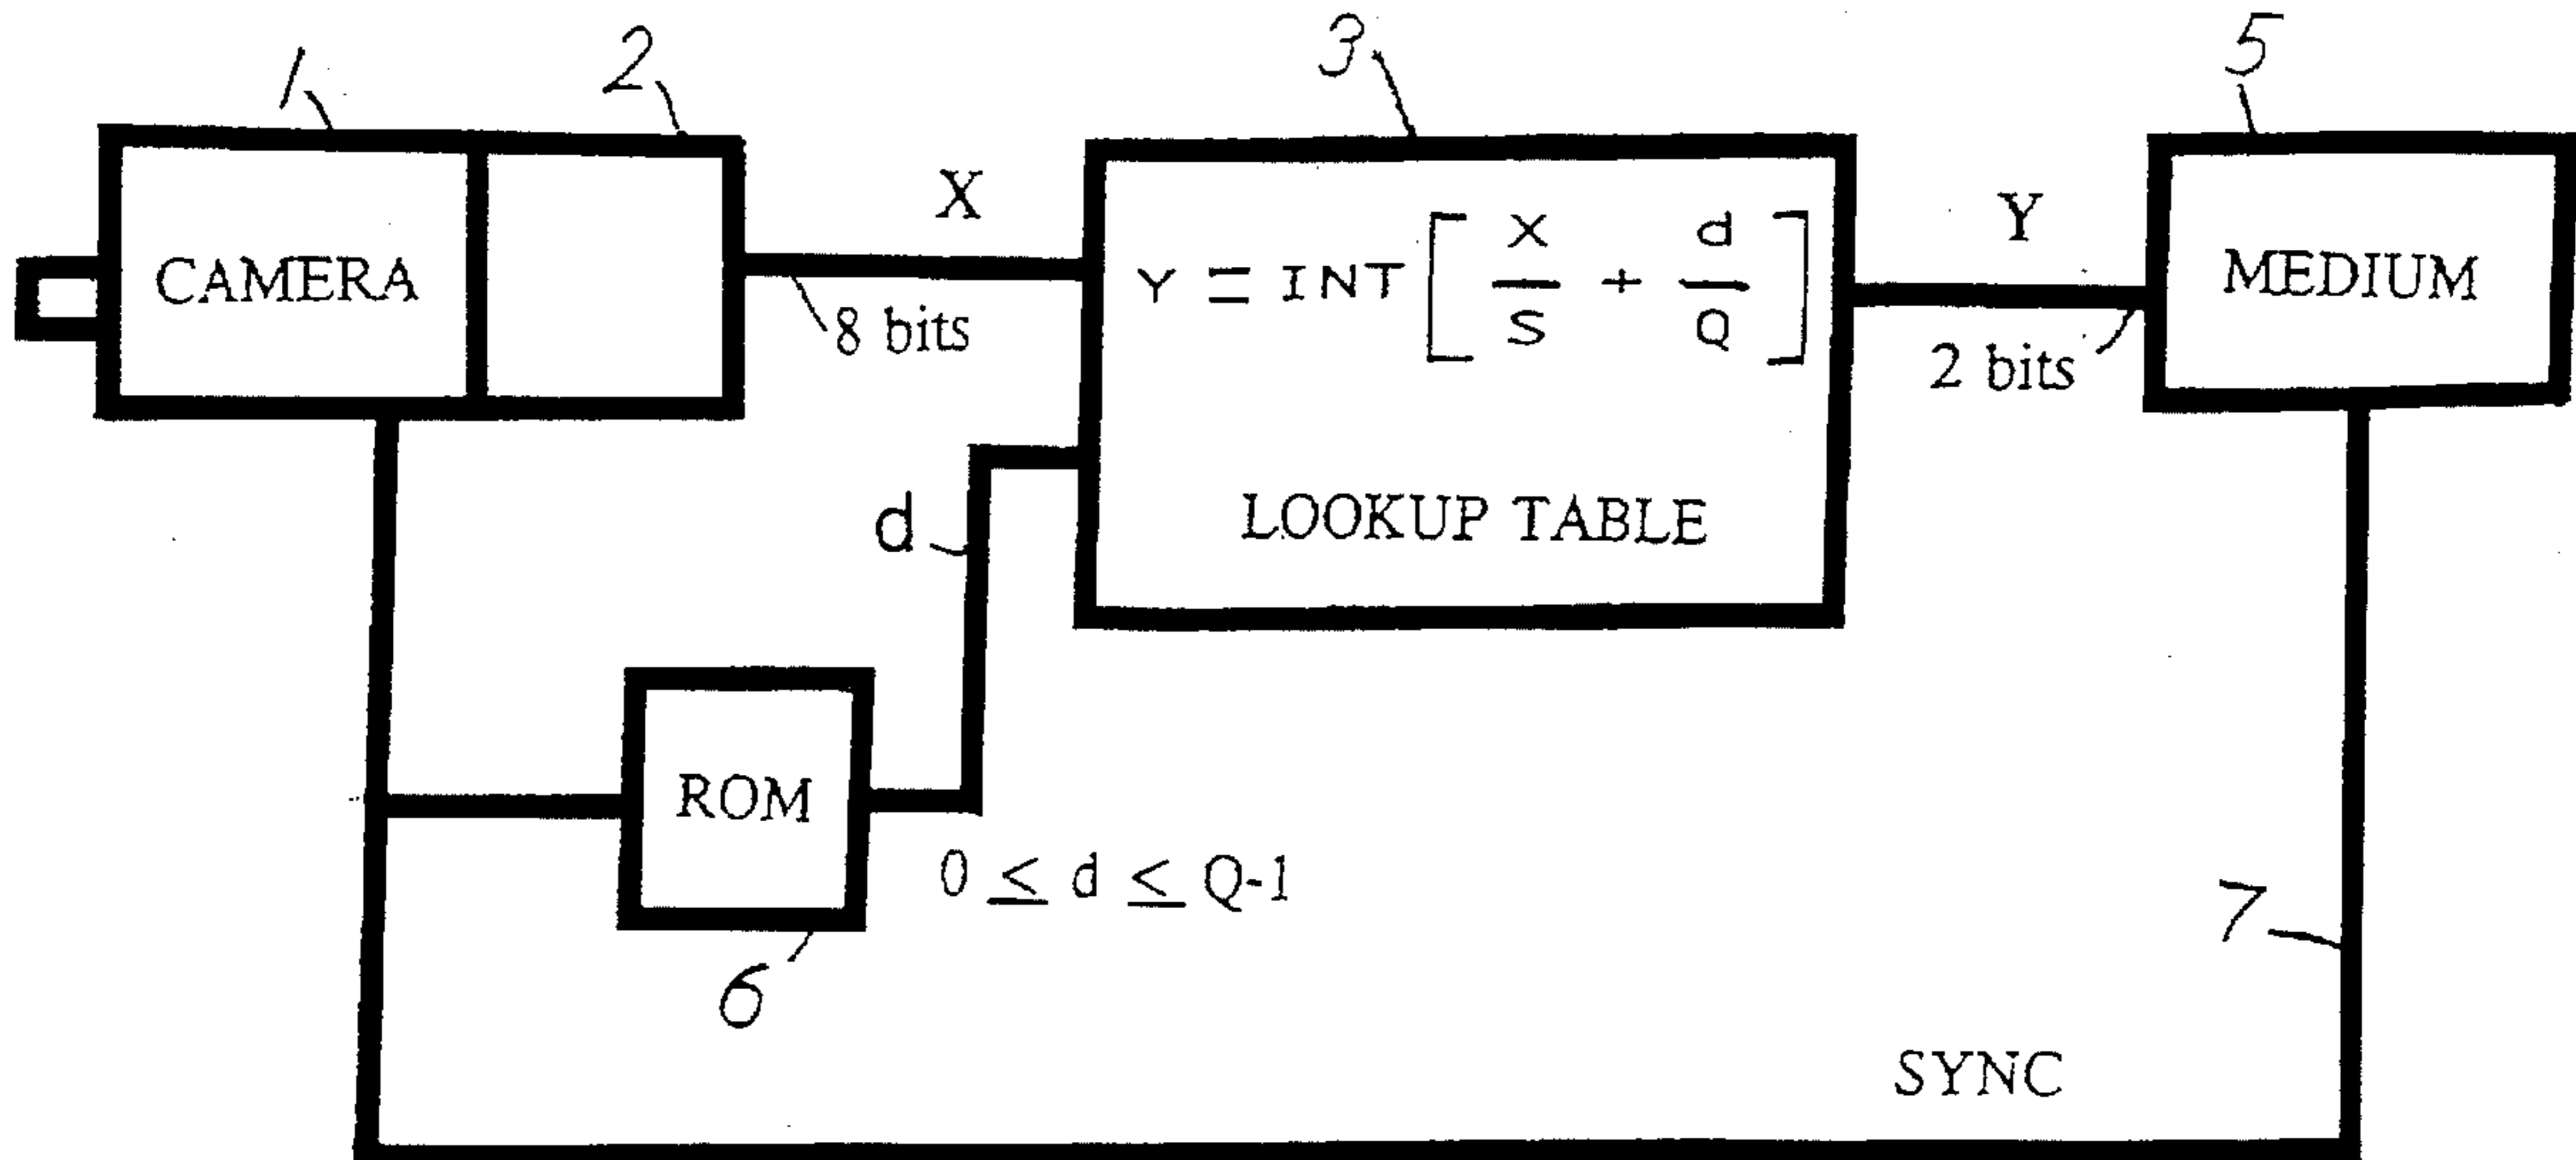 1
2
3
5
X
Y
CAMERA
Y = INT [ X/S + d/Q ]
MEDIUM
8 bits
2 bits
d
LOOKUP TABLE
ROM
0 ≤ d ≤ Q-1
6
7
SYNC